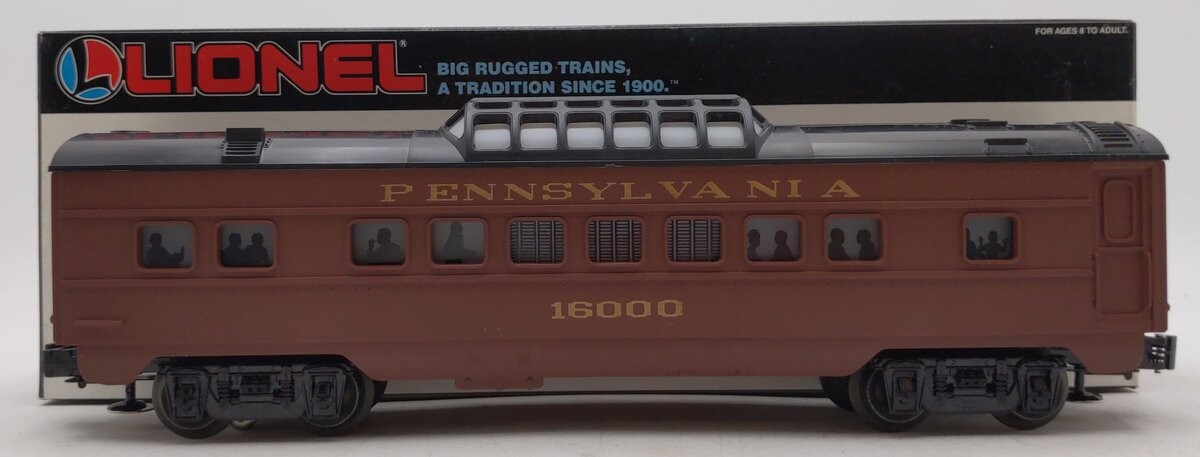 LIONEL®
BIG RUGGED TRAINS,
A TRADITION SINCE 1900.™
FOR AGES 8 TO ADULT.
PENNSYLVANIA
16000